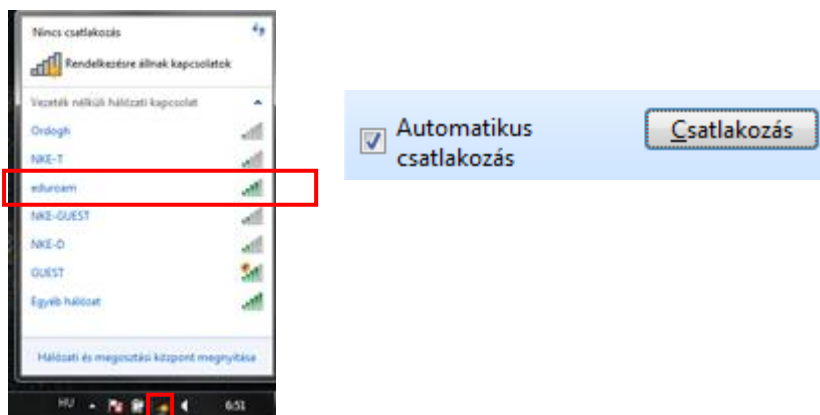 Nincs csatlakozás
Rendelkezésre állnak kapcsolatok
Vezeték nélküli hálózati kapcsolat
Ordogh
NKE-T
eduroam
NKE-GUEST
NKE-D
GUEST
Egyéb hálózat
Hálózati és megosztási központ megnyitása
HU
6:51
Automatikus
csatlakozás
Csatlakozás